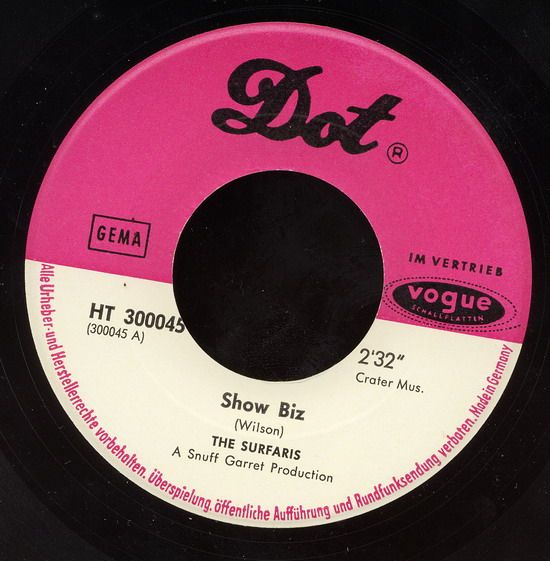 Dot ®
GEMA
IM VERTRIEB
vogue
SCHALLPLATTEN
HT 300045
(300045 A)
2'32"
Crater Mus.
Show Biz
(Wilson)
THE SURFARIS
A Snuff Garret Production
Alle Urheber- und Herstellerrechte vorbehalten. Überspielung, öffentliche Aufführung und Rundfunksendung verboten. Made in Germany